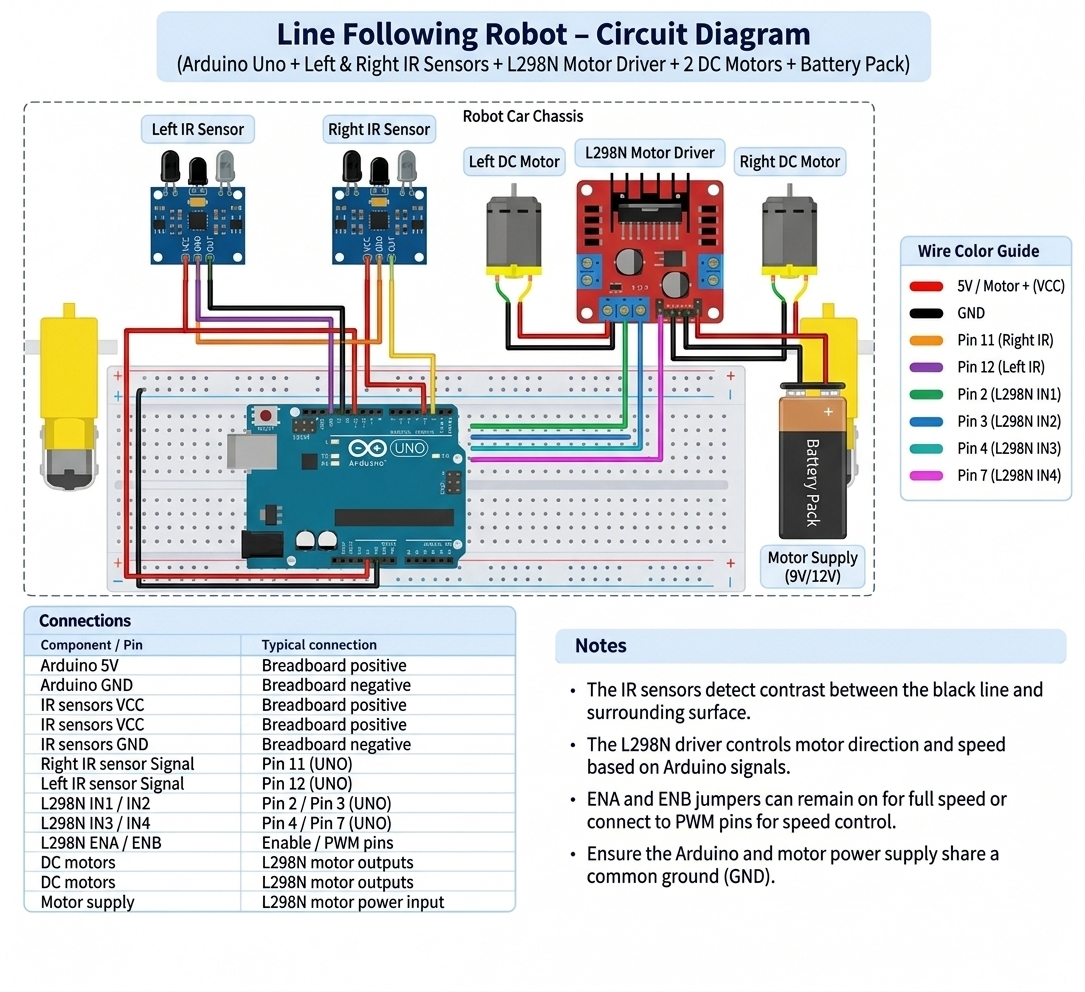 Line Following Robot – Circuit Diagram
(Arduino Uno + Left & Right IR Sensors + L298N Motor Driver + 2 DC Motors + Battery Pack)
Robot Car Chassis
Left IR Sensor
Right IR Sensor
Left DC Motor
L298N Motor Driver
Right DC Motor
VCC
GND
OUT
UNO
Battery Pack
Motor Supply
(9V/12V)
Wire Color Guide
5V / Motor + (VCC)
GND
Pin 11 (Right IR)
Pin 12 (Left IR)
Pin 2 (L298N IN1)
Pin 3 (L298N IN2)
Pin 4 (L298N IN3)
Pin 7 (L298N IN4)
Connections
Component / Pin Typical connection
Arduino 5V Breadboard positive
Arduino GND Breadboard negative
IR sensors VCC Breadboard positive
IR sensors VCC Breadboard positive
IR sensors GND Breadboard negative
Right IR sensor Signal Pin 11 (UNO)
Left IR sensor Signal Pin 12 (UNO)
L298N IN1 / IN2 Pin 2 / Pin 3 (UNO)
L298N IN3 / IN4 Pin 4 / Pin 7 (UNO)
L298N ENA / ENB Enable / PWM pins
DC motors L298N motor outputs
DC motors L298N motor outputs
Motor supply L298N motor power input
Notes
• The IR sensors detect contrast between the black line and
surrounding surface.
• The L298N driver controls motor direction and speed
based on Arduino signals.
• ENA and ENB jumpers can remain on for full speed or
connect to PWM pins for speed control.
• Ensure the Arduino and motor power supply share a
common ground (GND).